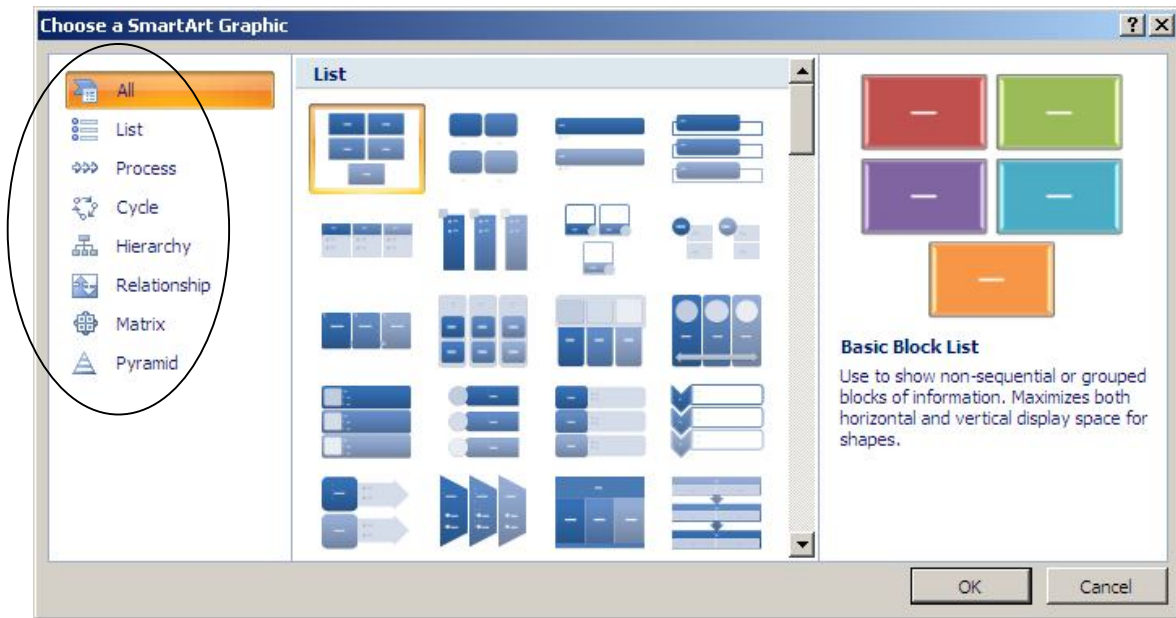 Choose a SmartArt Graphic
All
List
Process
Cycle
Hierarchy
Relationship
Matrix
Pyramid
List
Basic Block List
Use to show non-sequential or grouped
blocks of information. Maximizes both
horizontal and vertical display space for
shapes.
OK
Cancel